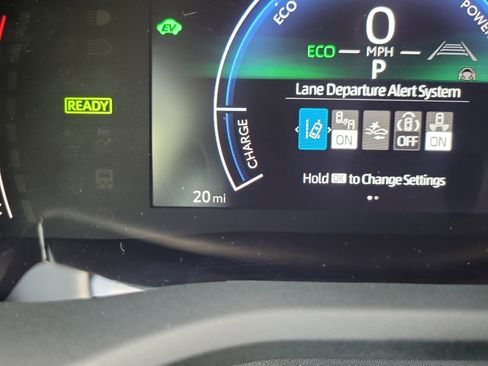 EV
ECO
0
POWER
ECO
MPH
P
READY
Lane Departure Alert System
ON
OFF
ON
CHARGE
Hold OK to Change Settings
20 mi